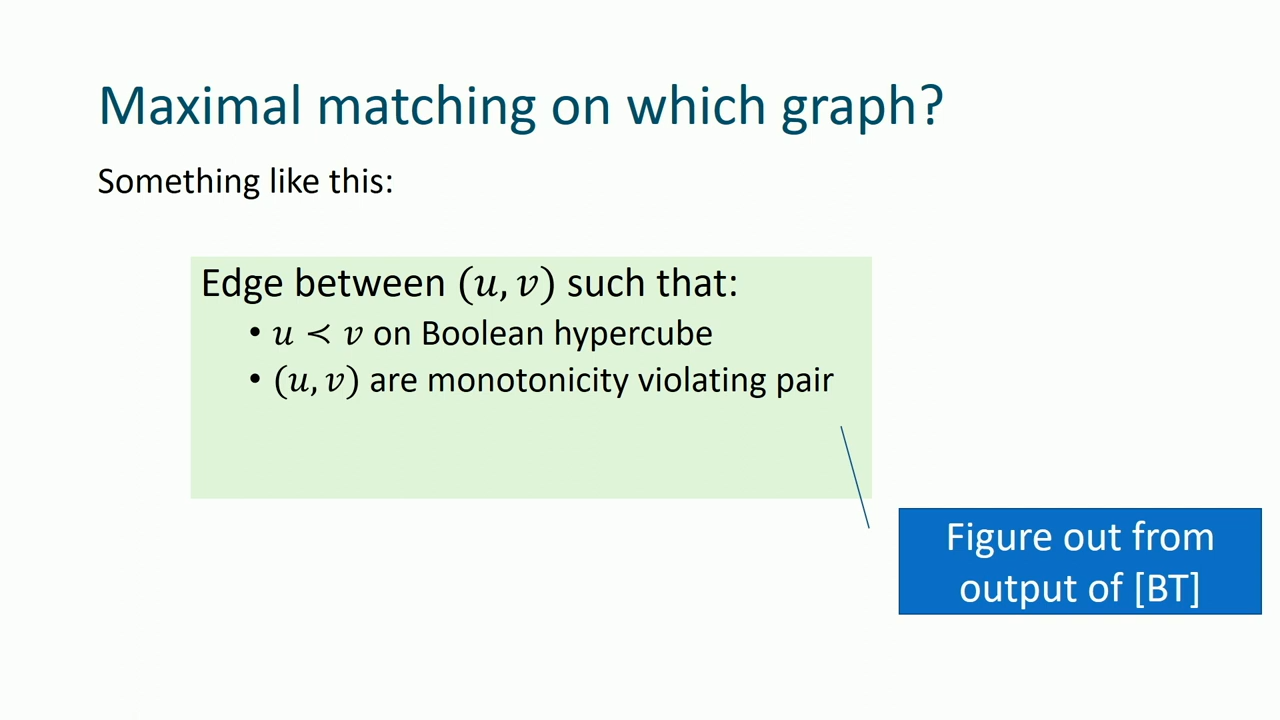 Maximal matching on which graph?
Something like this:
Edge between (𝑢, 𝑣) such that:
• 𝑢 ≺ 𝑣 on Boolean hypercube
• (𝑢, 𝑣) are monotonicity violating pair
Figure out from
output of [BT]